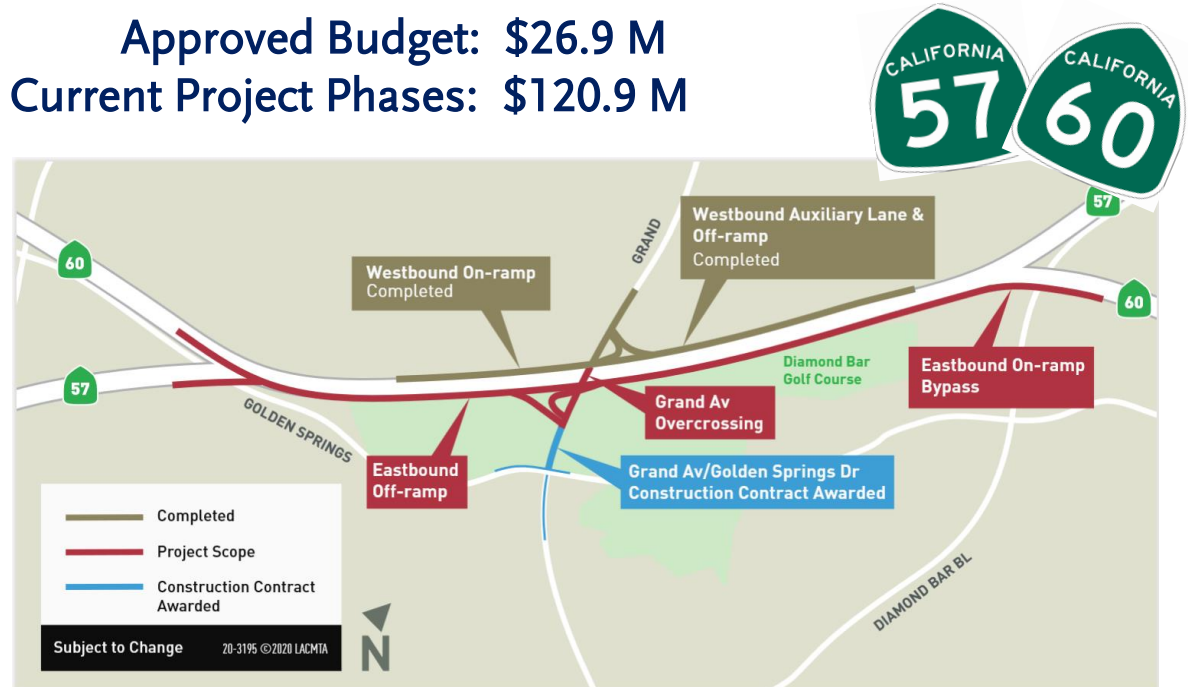 Approved Budget: $26.9 M
Current Project Phases: $120.9 M
CALIFORNIA
57
CALIFORNIA
60
57
60
60
57
GRAND
Westbound Auxiliary Lane &
Off-ramp
Completed
Westbound On-ramp
Completed
Diamond Bar
Golf Course
Eastbound On-ramp
Bypass
Grand Av
Overcrossing
GOLDEN SPRINGS
Eastbound
Off-ramp
Grand Av/Golden Springs Dr
Construction Contract Awarded
DIAMOND BAR BL
Completed
Project Scope
Construction Contract
Awarded
Subject to Change 20-3195 ©2020 LACMTA
N